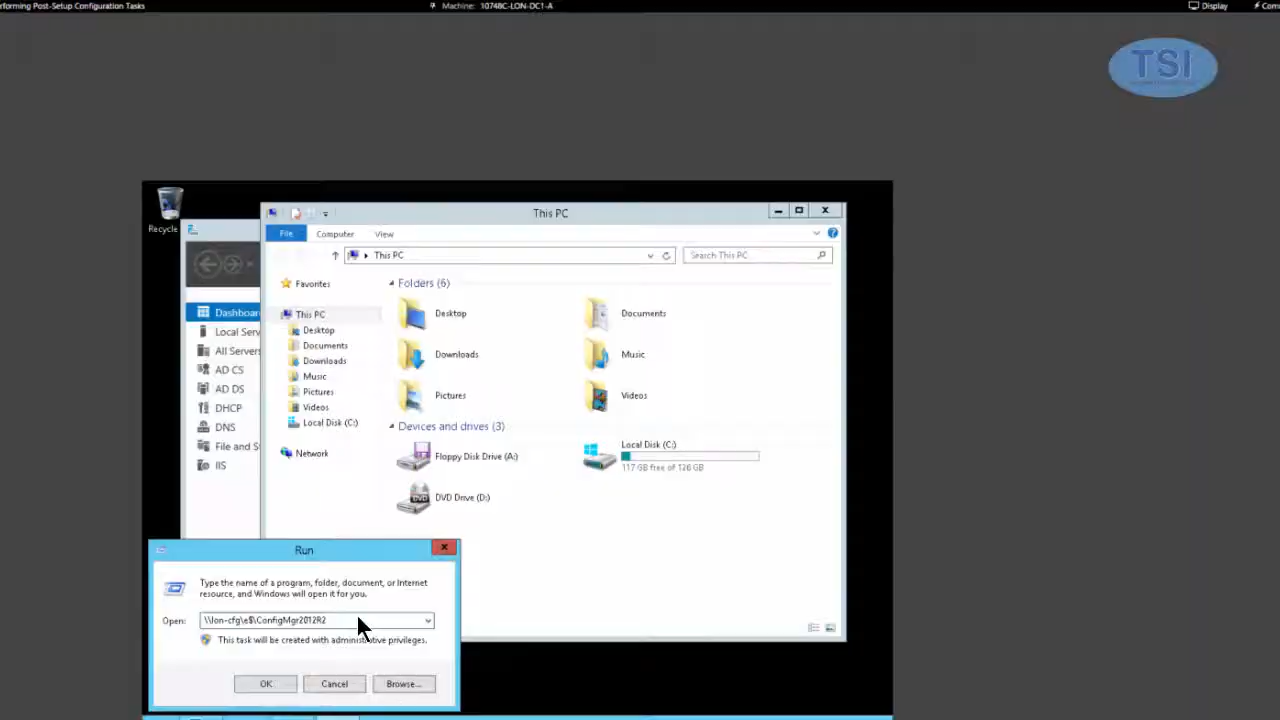 rforming Post-Setup Configuration Tasks
Machine: 10748C-LON-DC1-A
Display
Com
TSI
Recycle
This PC
File
Computer
View
This PC
Search This PC
Favorites
This PC
Desktop
Documents
Downloads
Music
Pictures
Videos
Local Disk (C:)
Network
Folders (6)
Desktop
Documents
Downloads
Music
Pictures
Videos
Devices and drives (3)
Floppy Disk Drive (A:)
Local Disk (C:)
117 GB free of 126 GB
DVD Drive (D:)
Dashboar
Local Serv
All Servers
AD CS
AD DS
DHCP
DNS
File and S
IIS
Run
Type the name of a program, folder, document, or Internet
resource, and Windows will open it for you.
Open:
\\lon-cfg\e$\ConfigMgr2012R2
This task will be created with administrative privileges.
OK
Cancel
Browse...